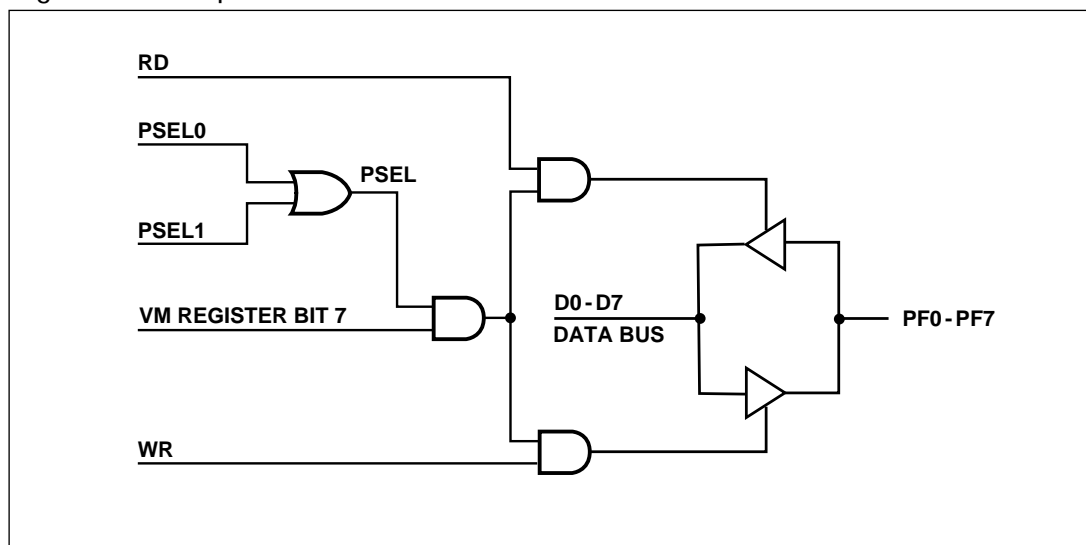 RD
PSEL0
PSEL
PSEL1
VM REGISTER BIT 7
D0-D7
DATA BUS
PF0-PF7
WR